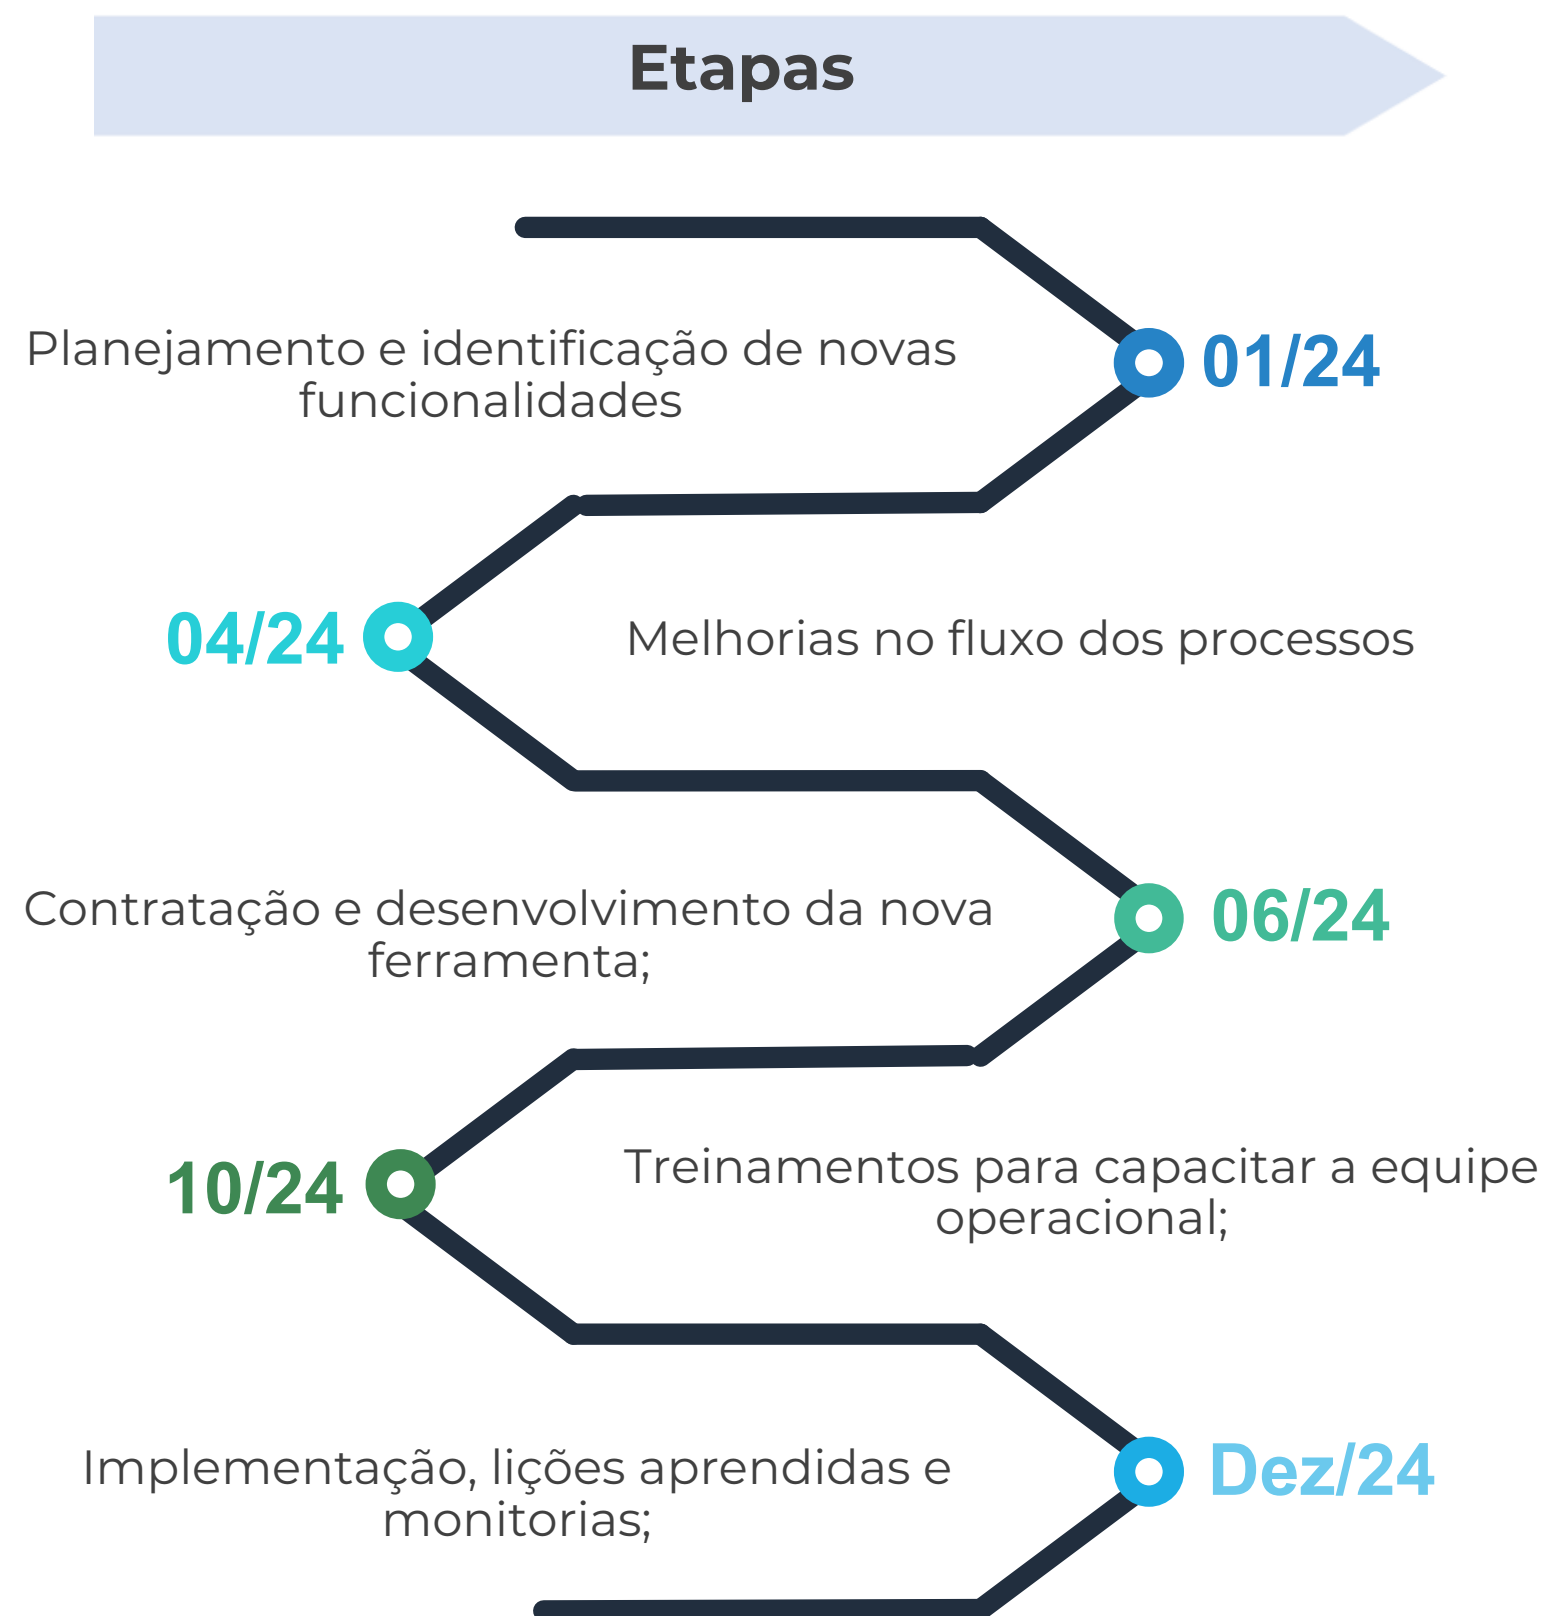 Etapas
Planejamento e identificação de novas
funcionalidades
01/24
04/24
Melhorias no fluxo dos processos
Contratação e desenvolvimento da nova
ferramenta;
06/24
10/24
Treinamentos para capacitar a equipe
operacional;
Implementação, lições aprendidas e
monitorias;
Dez/24